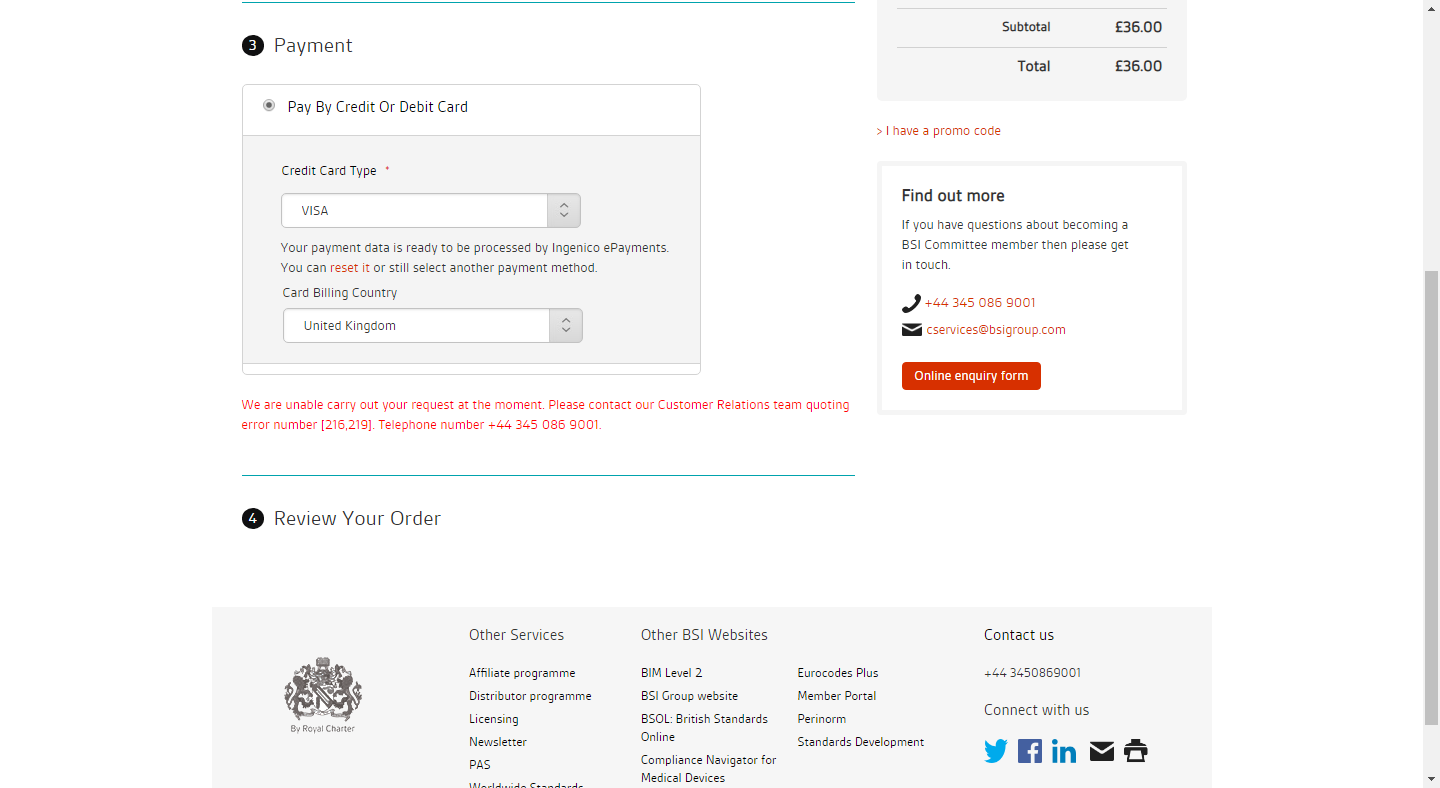 3 Payment
Pay By Credit Or Debit Card
Credit Card Type *
VISA
Your payment data is ready to be processed by Ingenico ePayments.
You can reset it or still select another payment method.
Card Billing Country
United Kingdom
We are unable carry out your request at the moment. Please contact our Customer Relations team quoting
error number [216,219]. Telephone number +44 345 086 9001.
4 Review Your Order
Subtotal £36.00
Total £36.00
> I have a promo code
Find out more
If you have questions about becoming a
BSI Committee member then please get
in touch.
+44 345 086 9001
cservices@bsigroup.com
Online enquiry form
By Royal Charter
Other Services
Affiliate programme
Distributor programme
Licensing
Newsletter
PAS
Worldwide Standards
Other BSI Websites
BIM Level 2
BSI Group website
BSOL: British Standards
Online
Compliance Navigator for
Medical Devices
Eurocodes Plus
Member Portal
Perinorm
Standards Development
Contact us
+44 3450869001
Connect with us